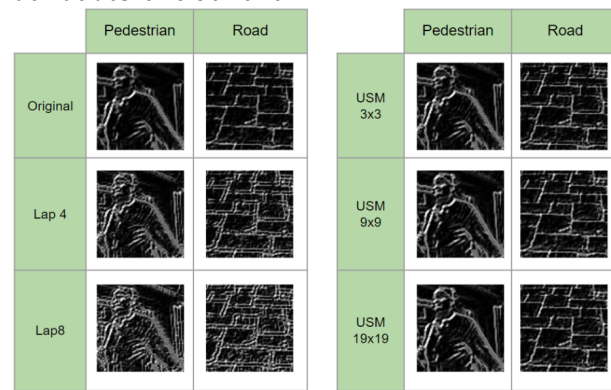 Pedestrian Road
Original
Lap 4
Lap8
Pedestrian Road
USM
3x3
USM
9x9
USM
19x19